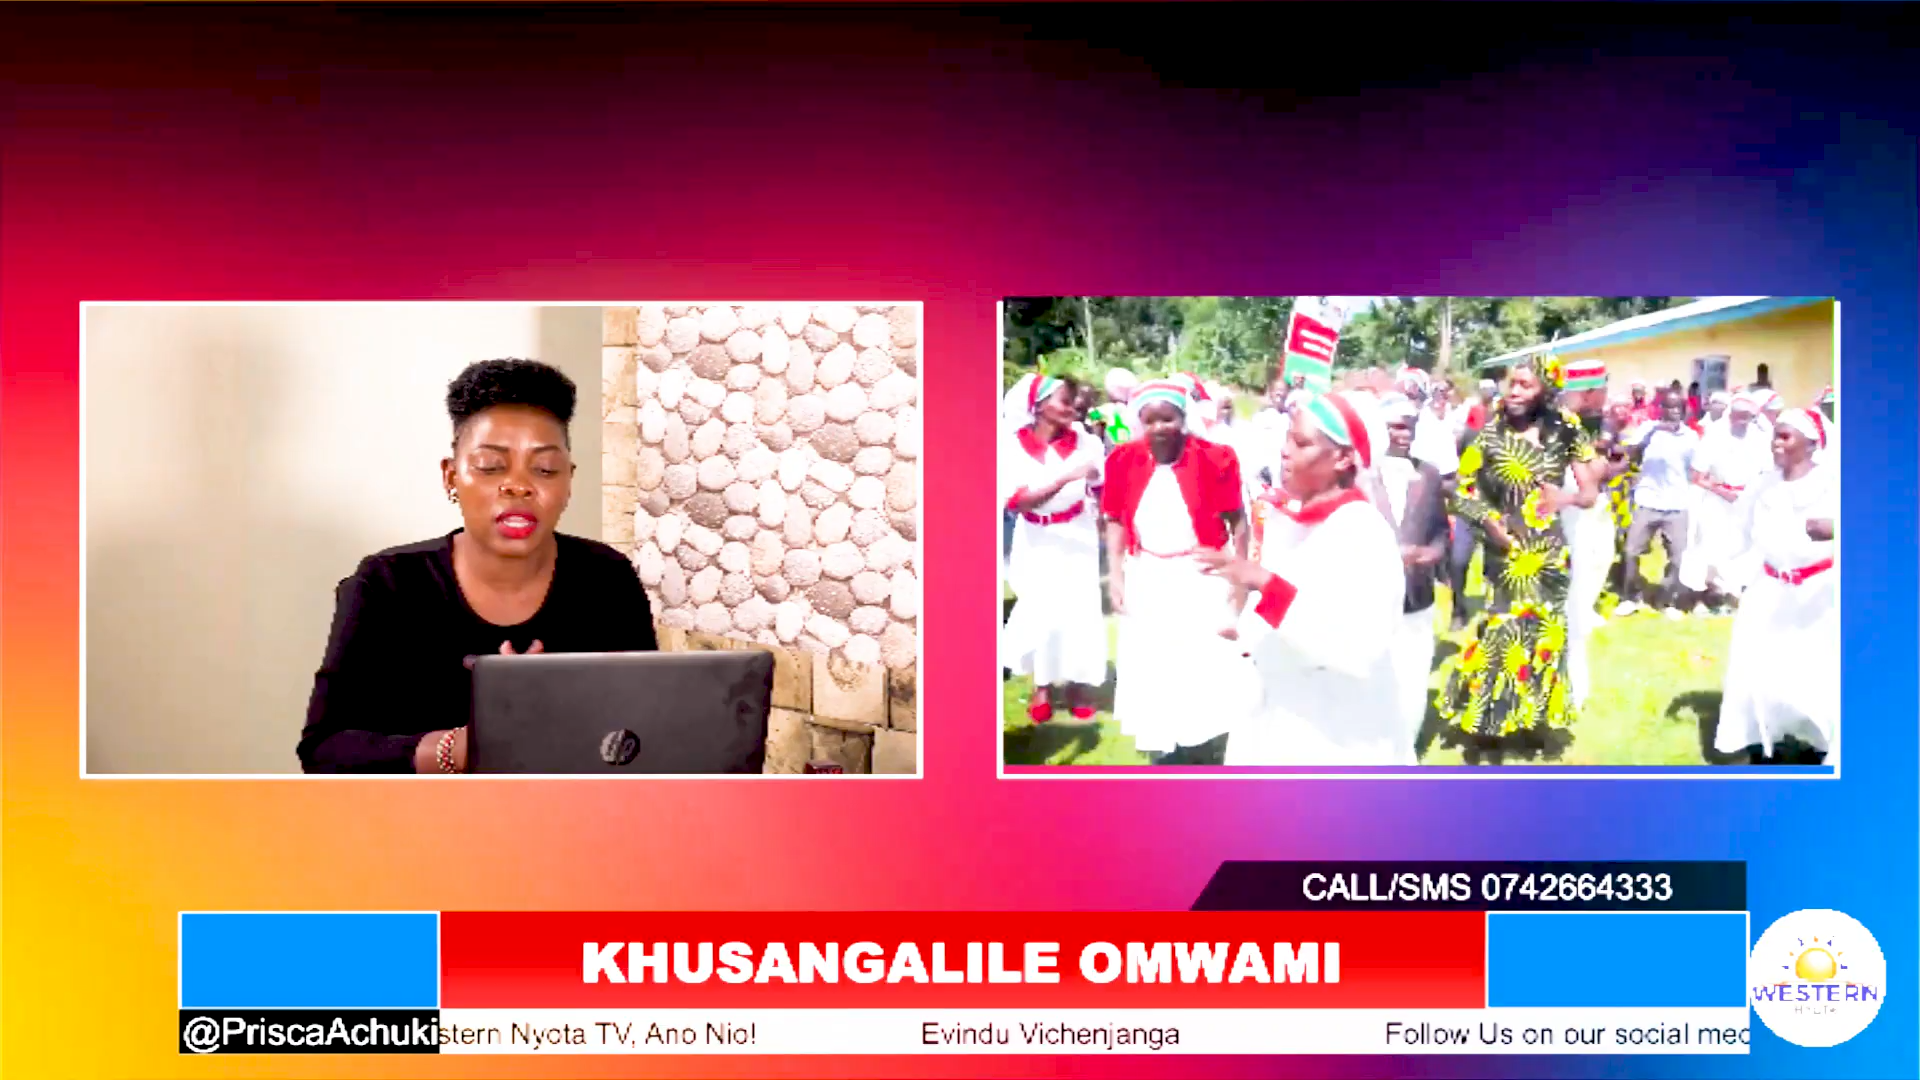 CALL/SMS 0742664333
KHUSANGALILE OMWAMI
WESTERN
@PriscaAchuki
stern Nyota TV, Ano Nio!
Evindu Vichenjanga
Follow Us on our social med